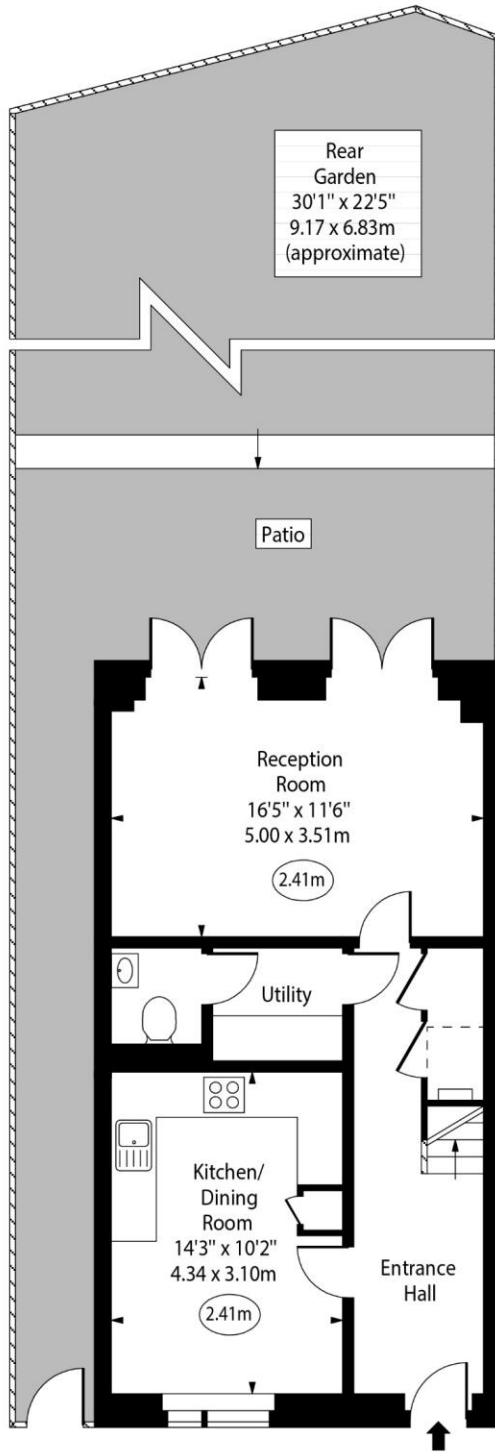 Rear
Garden
30'1" x 22'5"
9.17 x 6.83m
(approximate)
Patio
Reception
Room
16'5" x 11'6"
5.00 x 3.51m
2.41m
Utility
Kitchen/
Dining
Room
14'3" x 10'2"
4.34 x 3.10m
2.41m
Entrance
Hall